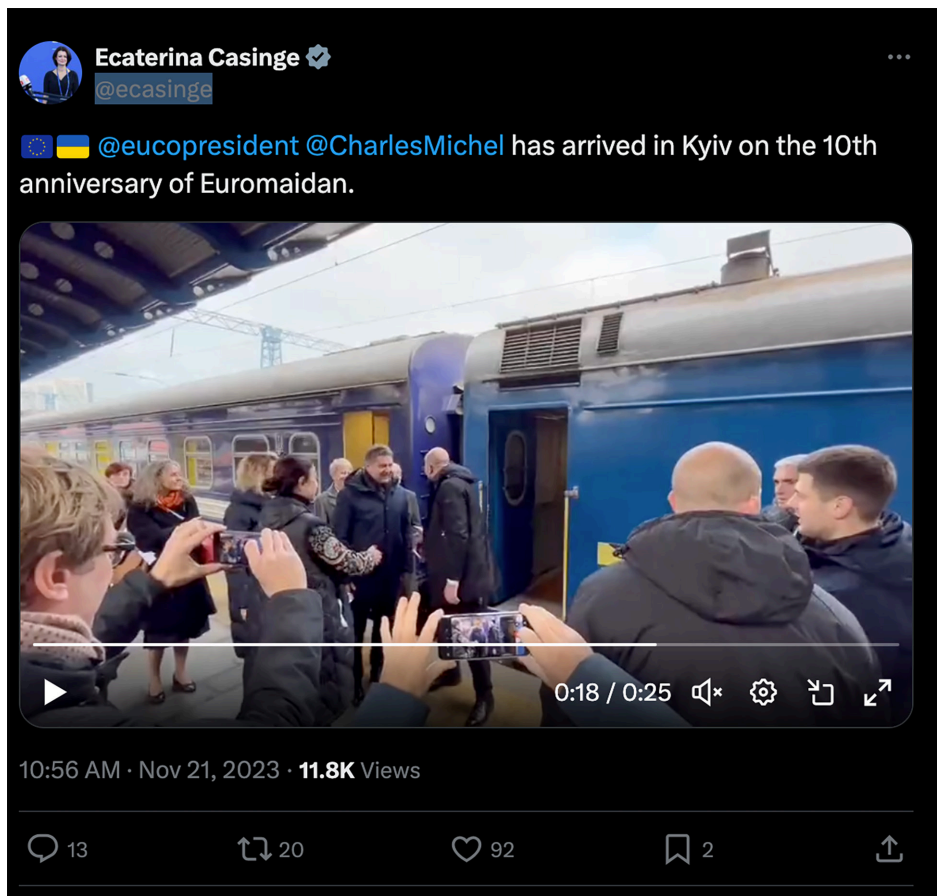 Ecaterina Casinge
@ecasinge
🇪🇺🇺🇦 @eucopresident @CharlesMichel has arrived in Kyiv on the 10th
anniversary of Euromaidan.
0:18 / 0:25
10:56 AM · Nov 21, 2023 · 11.8K Views
13 20 92 2